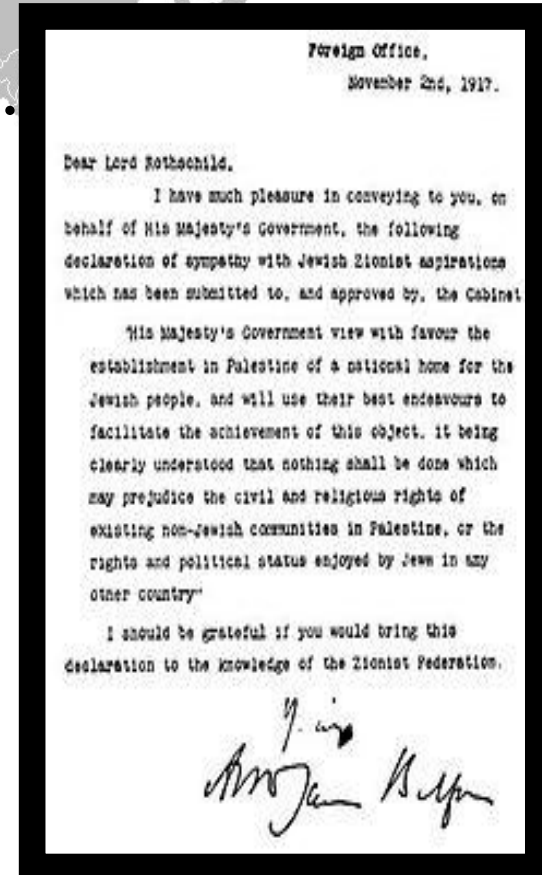 Foreign Office,
November 2nd, 1917.
Dear Lord Rothschild,
I have much pleasure in conveying to you, on
behalf of His Majesty's Government, the following
declaration of sympathy with Jewish Zionist aspirations
which has been submitted to, and approved by, the Cabinet
"His Majesty's Government view with favour the
establishment in Palestine of a national home for the
Jewish people, and will use their best endeavours to
facilitate the achievement of this object, it being
clearly understood that nothing shall be done which
may prejudice the civil and religious rights of
existing non-Jewish communities in Palestine, or the
rights and political status enjoyed by Jews in any
other country"
I should be grateful if you would bring this
declaration to the knowledge of the Zionist Federation.